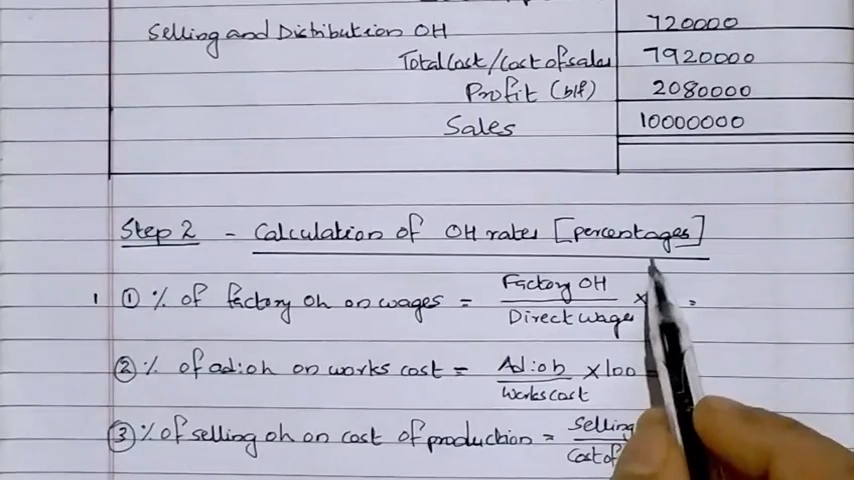 Selling and Distribution OH 720000
Total Cost/Cost of sales 7920000
Profit (b/f) 2080000
Sales 10000000
Step 2 - Calculation of OH rates [percentages]
1 ① % of factory oh on wages = Factory OH / Direct wages × =
② % of ad:oh on works cost = Ad:oh / Works cost × 100 =
③ % of selling oh on cost of production = Selling / Cost of